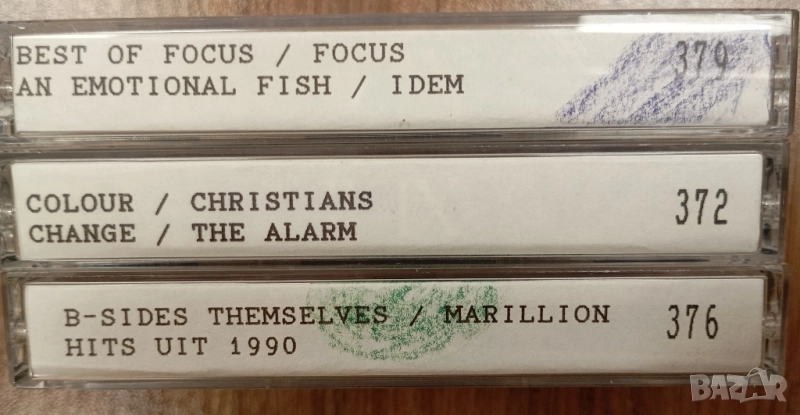 BEST OF FOCUS / FOCUS 379
AN EMOTIONAL FISH / IDEM
COLOUR / CHRISTIANS 372
CHANGE / THE ALARM
B-SIDES THEMSELVES / MARILLION 376
HITS UIT 1990
BAZAR